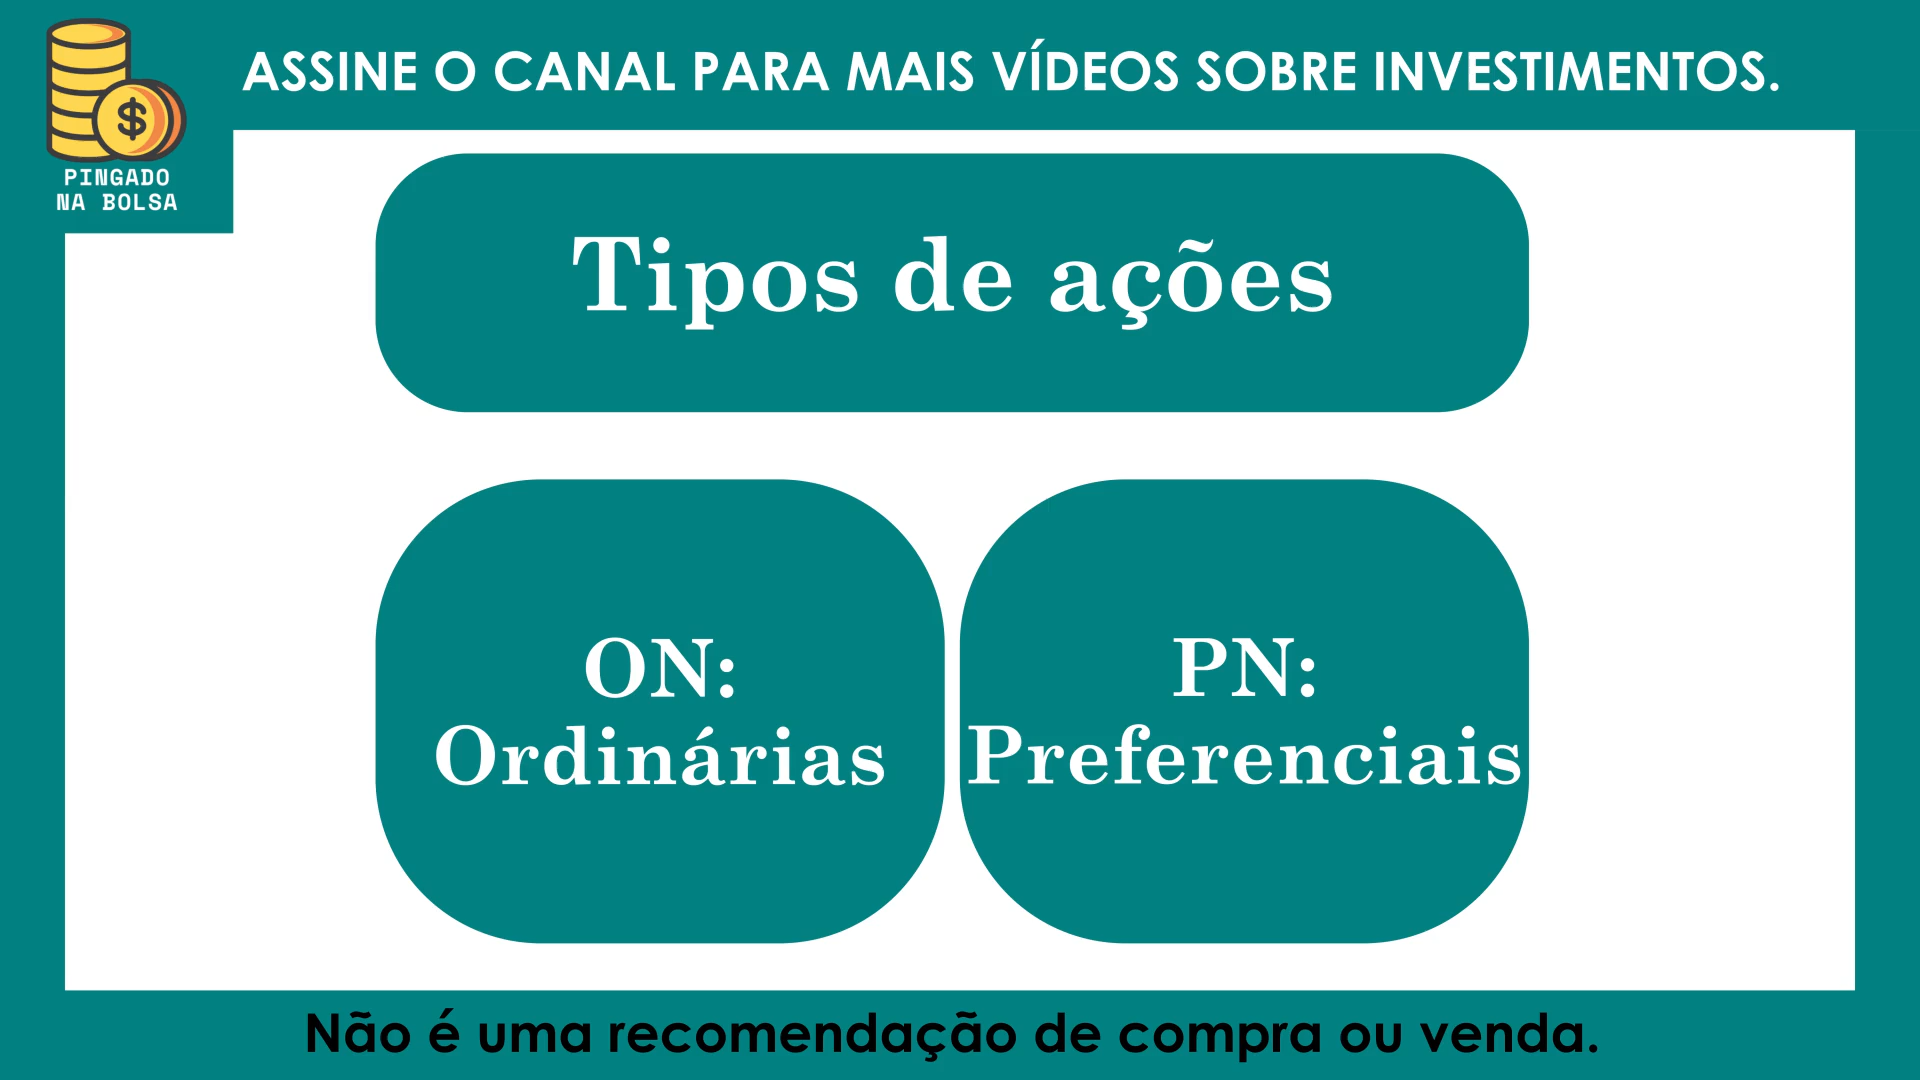 ASSINE O CANAL PARA MAIS VÍDEOS SOBRE INVESTIMENTOS.
$
PINGADO
NA BOLSA
Tipos de ações
ON:
Ordinárias
PN:
Preferenciais
Não é uma recomendação de compra ou venda.